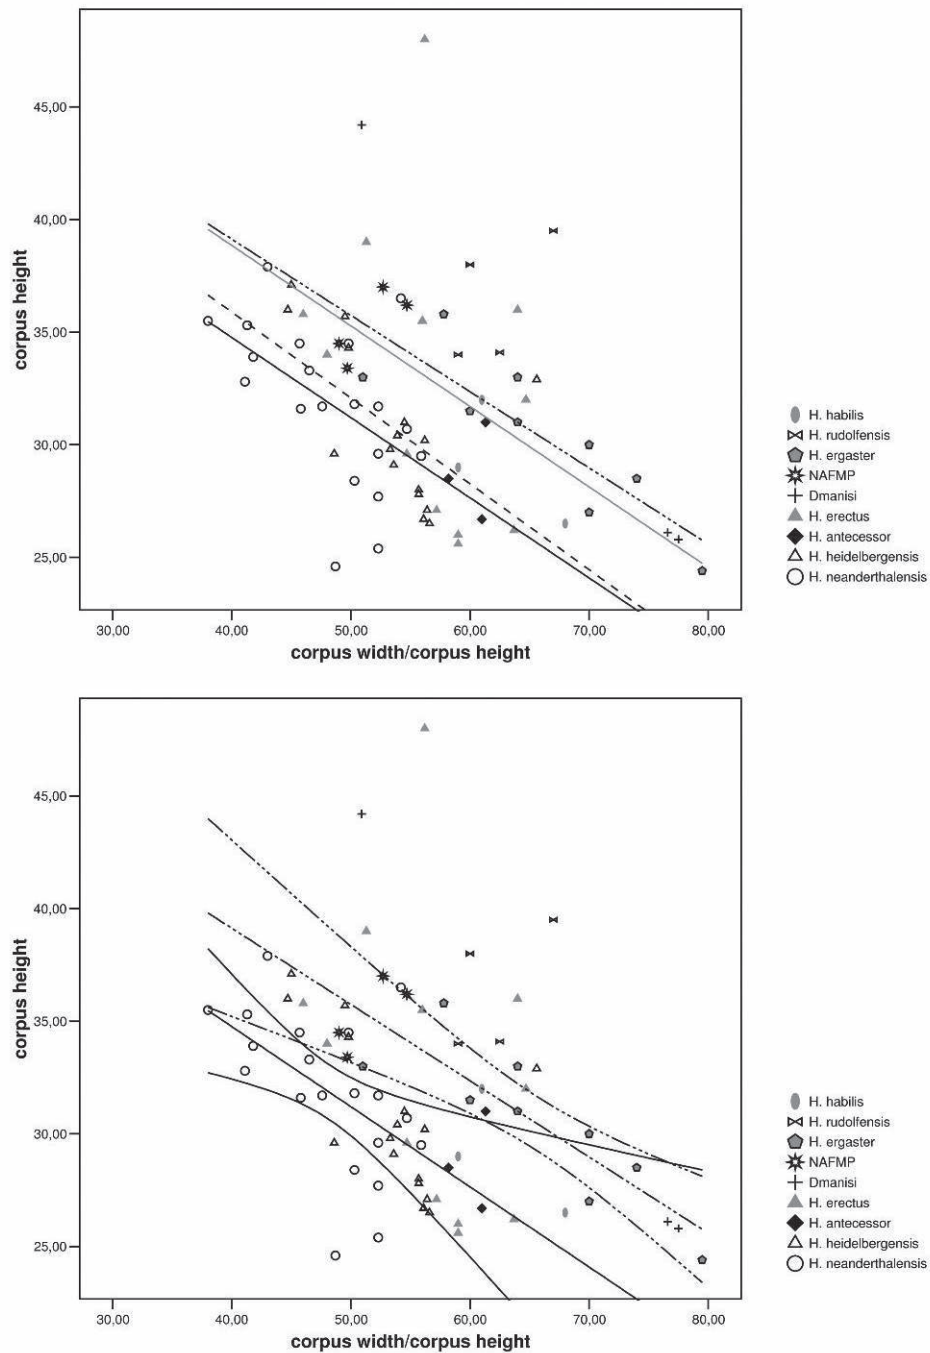 45,00
40,00
35,00
30,00
25,00
corpus height
30,00 40,00 50,00 60,00 70,00 80,00
corpus width/corpus height
H. habilis
H. rudolfensis
H. ergaster
NAFMP
Dmanisi
H. erectus
H. antecessor
H. heidelbergensis
H. neanderthalensis
45,00
40,00
35,00
30,00
25,00
corpus height
30,00 40,00 50,00 60,00 70,00 80,00
corpus width/corpus height
H. habilis
H. rudolfensis
H. ergaster
NAFMP
Dmanisi
H. erectus
H. antecessor
H. heidelbergensis
H. neanderthalensis